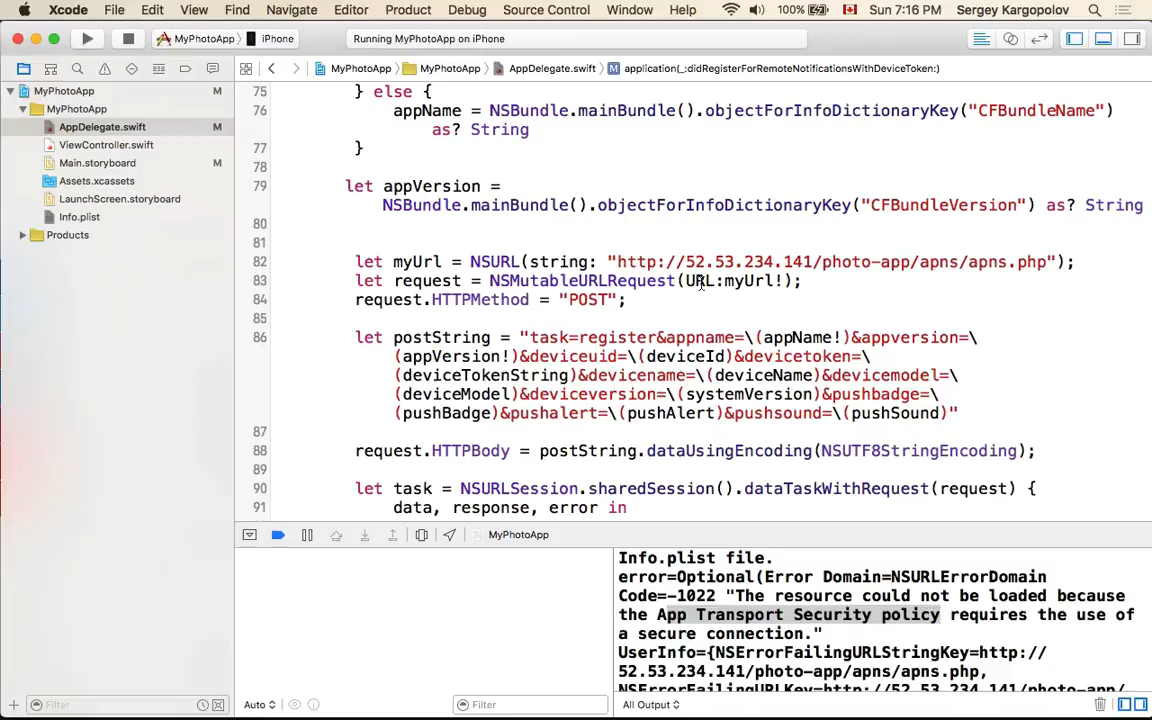 Xcode File Edit View Find Navigate Editor Product Debug Source Control Window Help 100% Sun 7:16 PM Sergey Kargopolov
MyPhotoApp iPhone Running MyPhotoApp on iPhone
MyPhotoApp MyPhotoApp AppDelegate.swift M application(_:didRegisterForRemoteNotificationsWithDeviceToken:)
MyPhotoApp M
MyPhotoApp
AppDelegate.swift M
ViewController.swift
Main.storyboard M
Assets.xcassets
LaunchScreen.storyboard
Info.plist
Products
75 } else {
76 appName = NSBundle.mainBundle().objectForInfoDictionaryKey("CFBundleName")
as? String
77 }
78
79 let appVersion =
NSBundle.mainBundle().objectForInfoDictionaryKey("CFBundleVersion") as? String
80
81
82 let myUrl = NSURL(string: "http://52.53.234.141/photo-app/apns/apns.php");
83 let request = NSMutableURLRequest(URL:myUrl!);
84 request.HTTPMethod = "POST";
85
86 let postString = "task=register&appname=\(appName!)&appversion=\
(appVersion!)&deviceuid=\(deviceId)&devicetoken=\
(deviceTokenString)&devicename=\(deviceName)&devicemodel=\
(deviceModel)&deviceversion=\(systemVersion)&pushbadge=\
(pushBadge)&pushalert=\(pushAlert)&pushsound=\(pushSound)"
87
88 request.HTTPBody = postString.dataUsingEncoding(NSUTF8StringEncoding);
89
90 let task = NSURLSession.sharedSession().dataTaskWithRequest(request) {
91 data, response, error in
MyPhotoApp
Info.plist file.
error=Optional(Error Domain=NSURLErrorDomain
Code=-1022 "The resource could not be loaded because
the App Transport Security policy requires the use of
a secure connection."
UserInfo={NSErrorFailingURLStringKey=http://
52.53.234.141/photo-app/apns/apns.php,
NSErrorFailingURLKey=http://52.53.234.141/photo-app/
Filter Auto Filter All Output